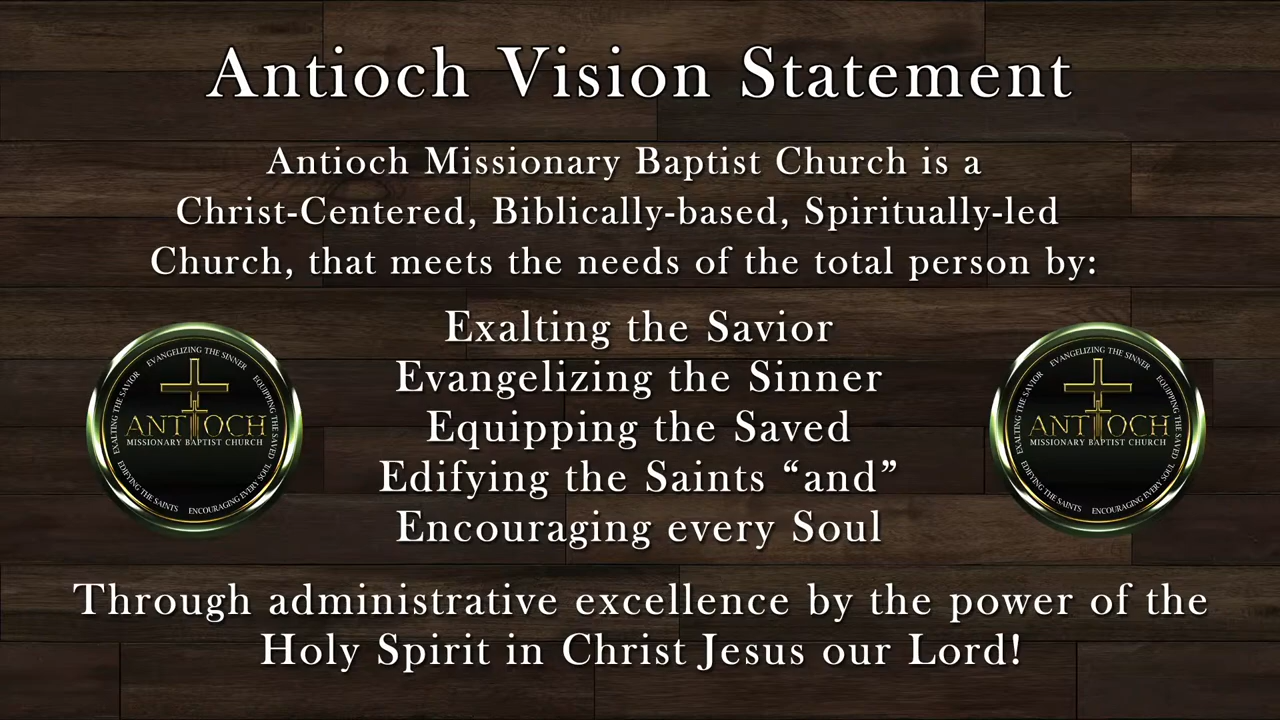 Antioch Vision Statement
Antioch Missionary Baptist Church is a
Christ-Centered, Biblically-based, Spiritually-led
Church, that meets the needs of the total person by:
Exalting the Savior
Evangelizing the Sinner
Equipping the Saved
Edifying the Saints “and”
Encouraging every Soul
EXALTING THE SAVIOR
EVANGELIZING THE SINNER
EQUIPPING THE SAVED
ANTIOCH
MISSIONARY BAPTIST CHURCH
EDIFYING THE SAINTS
ENCOURAGING EVERY SOUL
EXALTING THE SAVIOR
EVANGELIZING THE SINNER
EQUIPPING THE SAVED
ANTIOCH
MISSIONARY BAPTIST CHURCH
EDIFYING THE SAINTS
ENCOURAGING EVERY SOUL
Through administrative excellence by the power of the
Holy Spirit in Christ Jesus our Lord!